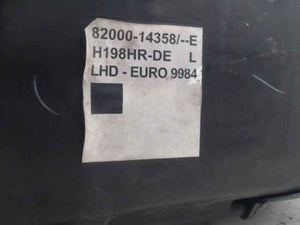 82000-14358/--E
H198HR-DE L
LHD - EURO 9984